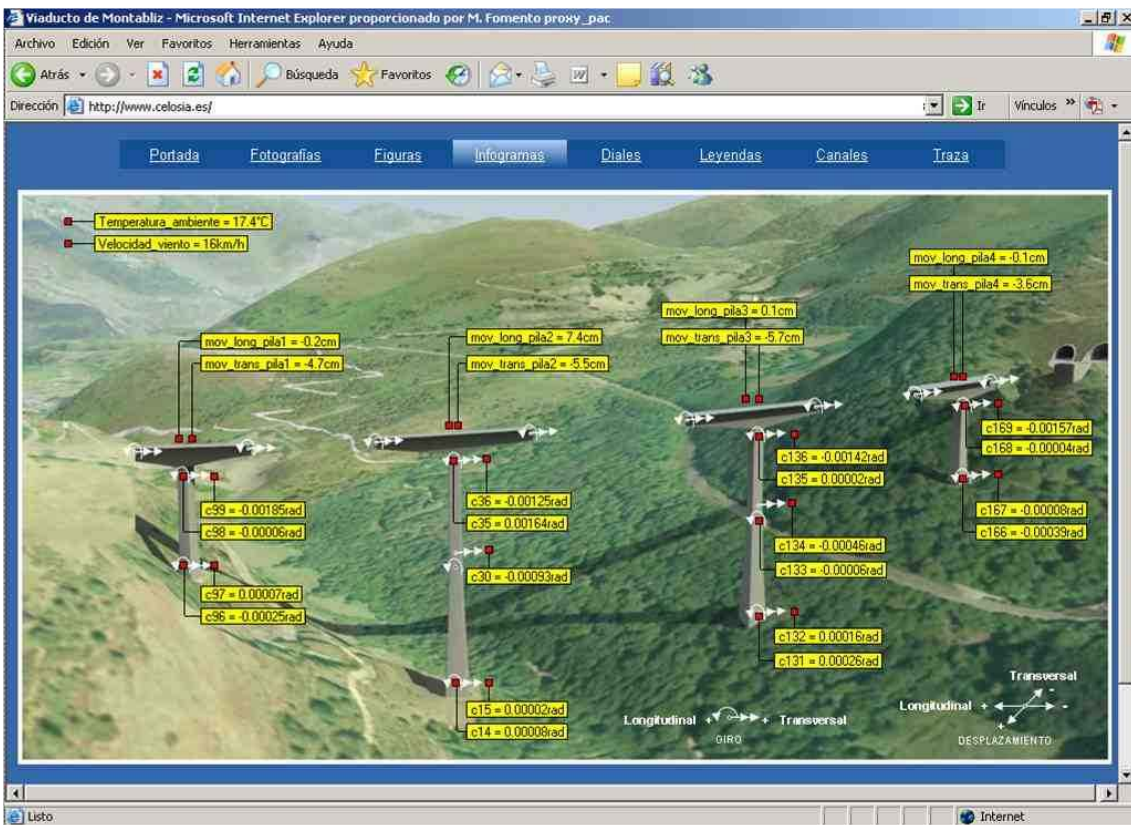 Viaducto de Montabliz - Microsoft Internet Explorer proporcionado por M. Fomento proxy_pac
Archivo Edición Ver Favoritos Herramientas Ayuda
Atrás Búsqueda Favoritos
Dirección http://www.celosia.es/ Ir Vínculos »
Portada Fotografías Figuras Infogramas Diales Leyendas Canales Traza
Temperatura_ambiente = 17.4°C
Velocidad_viento = 16km/h
mov_long_pila4 = -0.1cm
mov_trans_pila4 = -3.6cm
mov_long_pila3 = 0.1cm
mov_trans_pila3 = -5.7cm
mov_long_pila1 = -0.2cm
mov_trans_pila1 = -4.7cm
mov_long_pila2 = 7.4cm
mov_trans_pila2 = -5.5cm
c99 = -0.00185rad
c98 = -0.00006rad
c97 = 0.00007rad
c96 = -0.00025rad
c36 = -0.00125rad
c35 = 0.00164rad
c30 = -0.00093rad
c15 = 0.00002rad
c14 = 0.00008rad
c136 = -0.00142rad
c135 = 0.00002rad
c134 = -0.00046rad
c133 = -0.00006rad
c132 = 0.00016rad
c131 = 0.00026rad
c169 = -0.00157rad
c168 = -0.00004rad
c167 = -0.00008rad
c166 = -0.00039rad
Longitudinal + + Transversal
GIRO
Transversal
-
Longitudinal + -
+
DESPLAZAMIENTO
Listo Internet